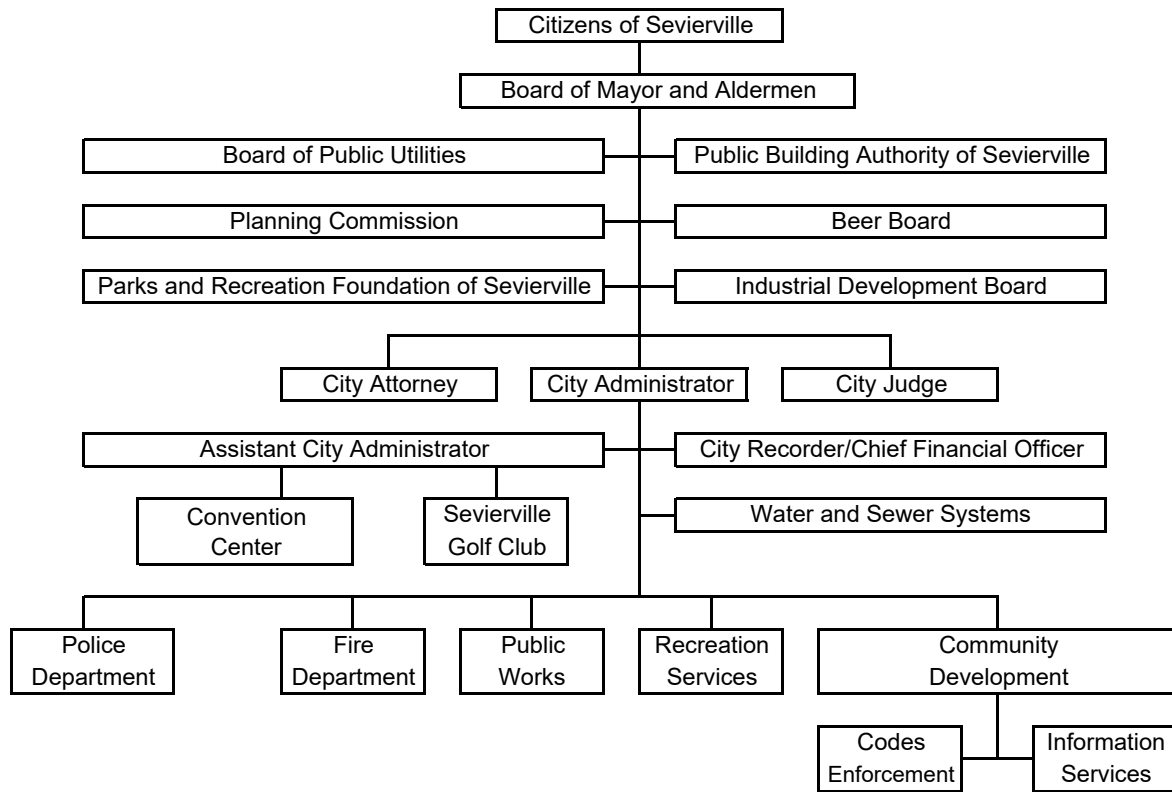 Citizens of Sevierville
Board of Mayor and Aldermen
Board of Public Utilities
Public Building Authority of Sevierville
Planning Commission
Beer Board
Parks and Recreation Foundation of Sevierville
Industrial Development Board
City Attorney
City Administrator
City Judge
Assistant City Administrator
City Recorder/Chief Financial Officer
Convention
Center
Sevierville
Golf Club
Water and Sewer Systems
Police
Department
Fire
Department
Public
Works
Recreation
Services
Community
Development
Codes
Enforcement
Information
Services